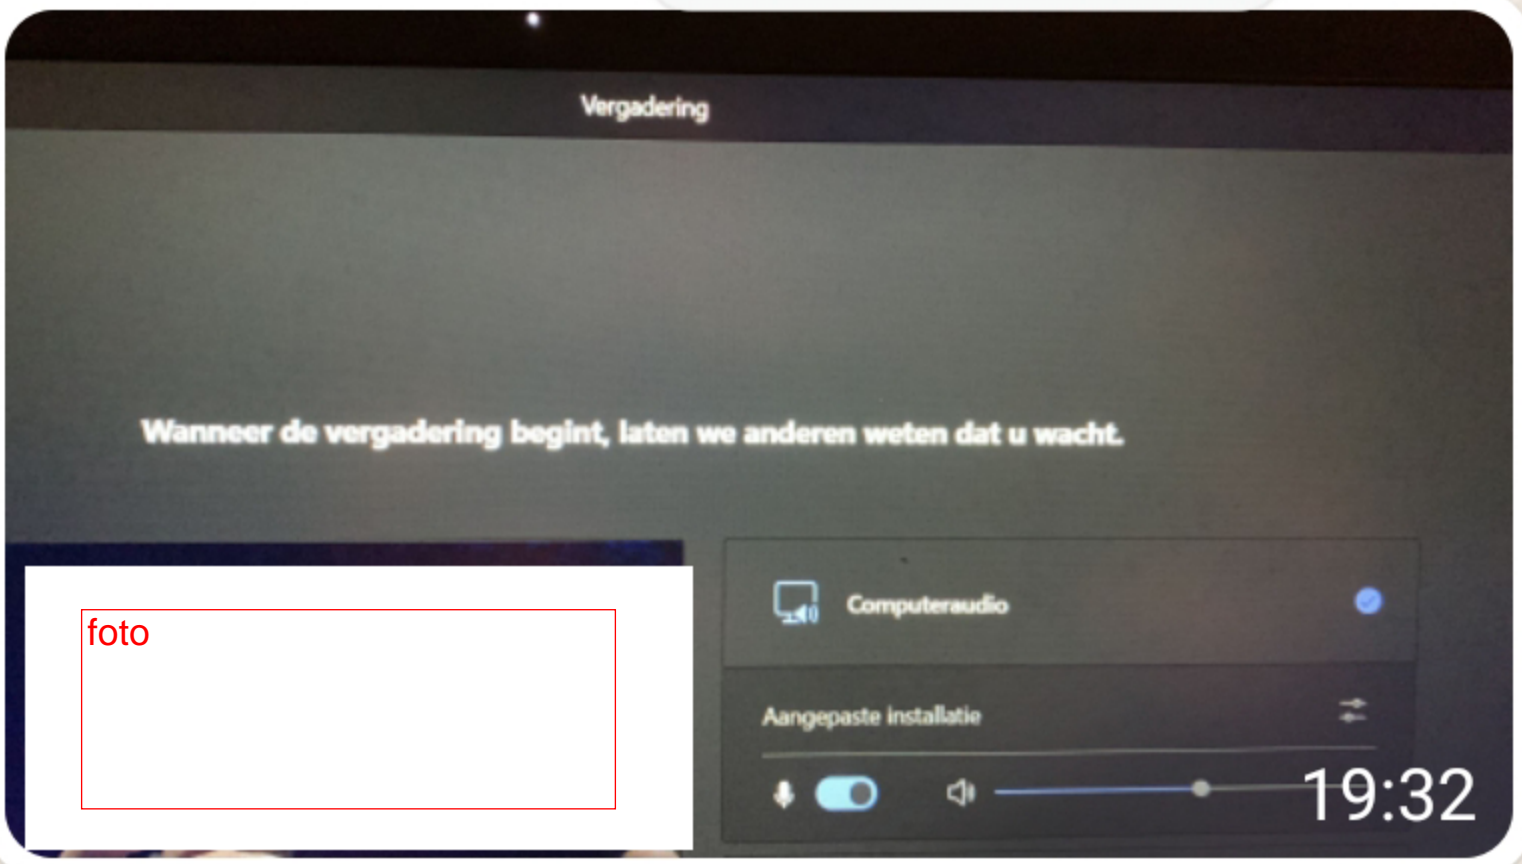 Vergadering
Wanneer de vergadering begint, laten we anderen weten dat u wacht.
foto
Computeraudio
Aangepaste installatie
19:32